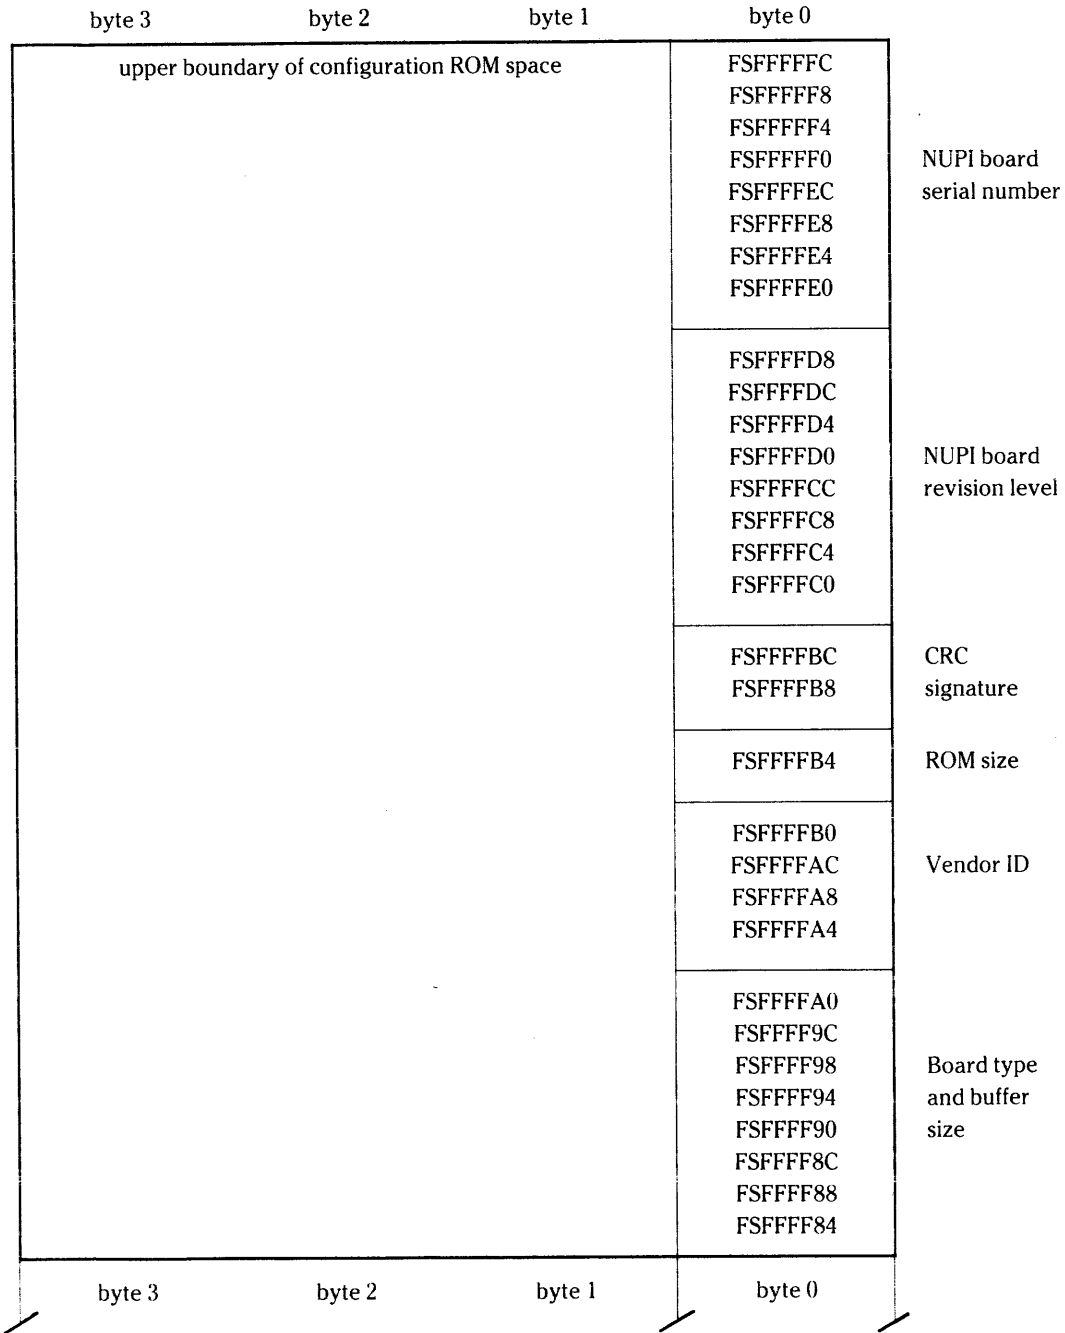 byte 3 byte 2 byte 1 byte 0
upper boundary of configuration ROM space FSFFFFFC
FSFFFFF8
FSFFFFF4
FSFFFFF0 NUPI board
FSFFFFEC serial number
FSFFFFE8
FSFFFFE4
FSFFFFE0
FSFFFFD8
FSFFFFDC
FSFFFFD4
FSFFFFD0 NUPI board
FSFFFFCC revision level
FSFFFFC8
FSFFFFC4
FSFFFFC0
FSFFFFBC CRC
FSFFFFB8 signature
FSFFFFB4 ROM size
FSFFFFB0
FSFFFFAC Vendor ID
FSFFFFA8
FSFFFFA4
FSFFFFA0
FSFFFF9C
FSFFFF98 Board type
FSFFFF94 and buffer
FSFFFF90 size
FSFFFF8C
FSFFFF88
FSFFFF84
byte 3 byte 2 byte 1 byte 0